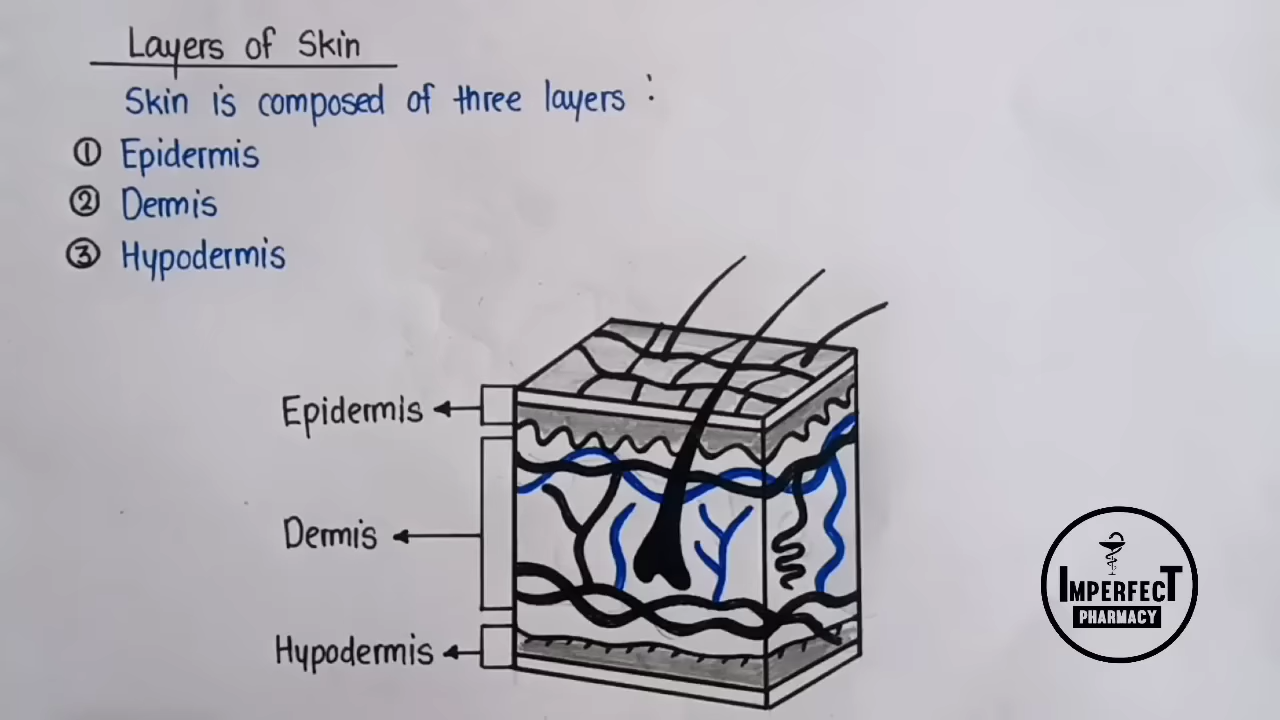 Layers of Skin
Skin is composed of three layers :
① Epidermis
② Dermis
③ Hypodermis
Epidermis
Dermis
Hypodermis
IMPERFECT
PHARMACY